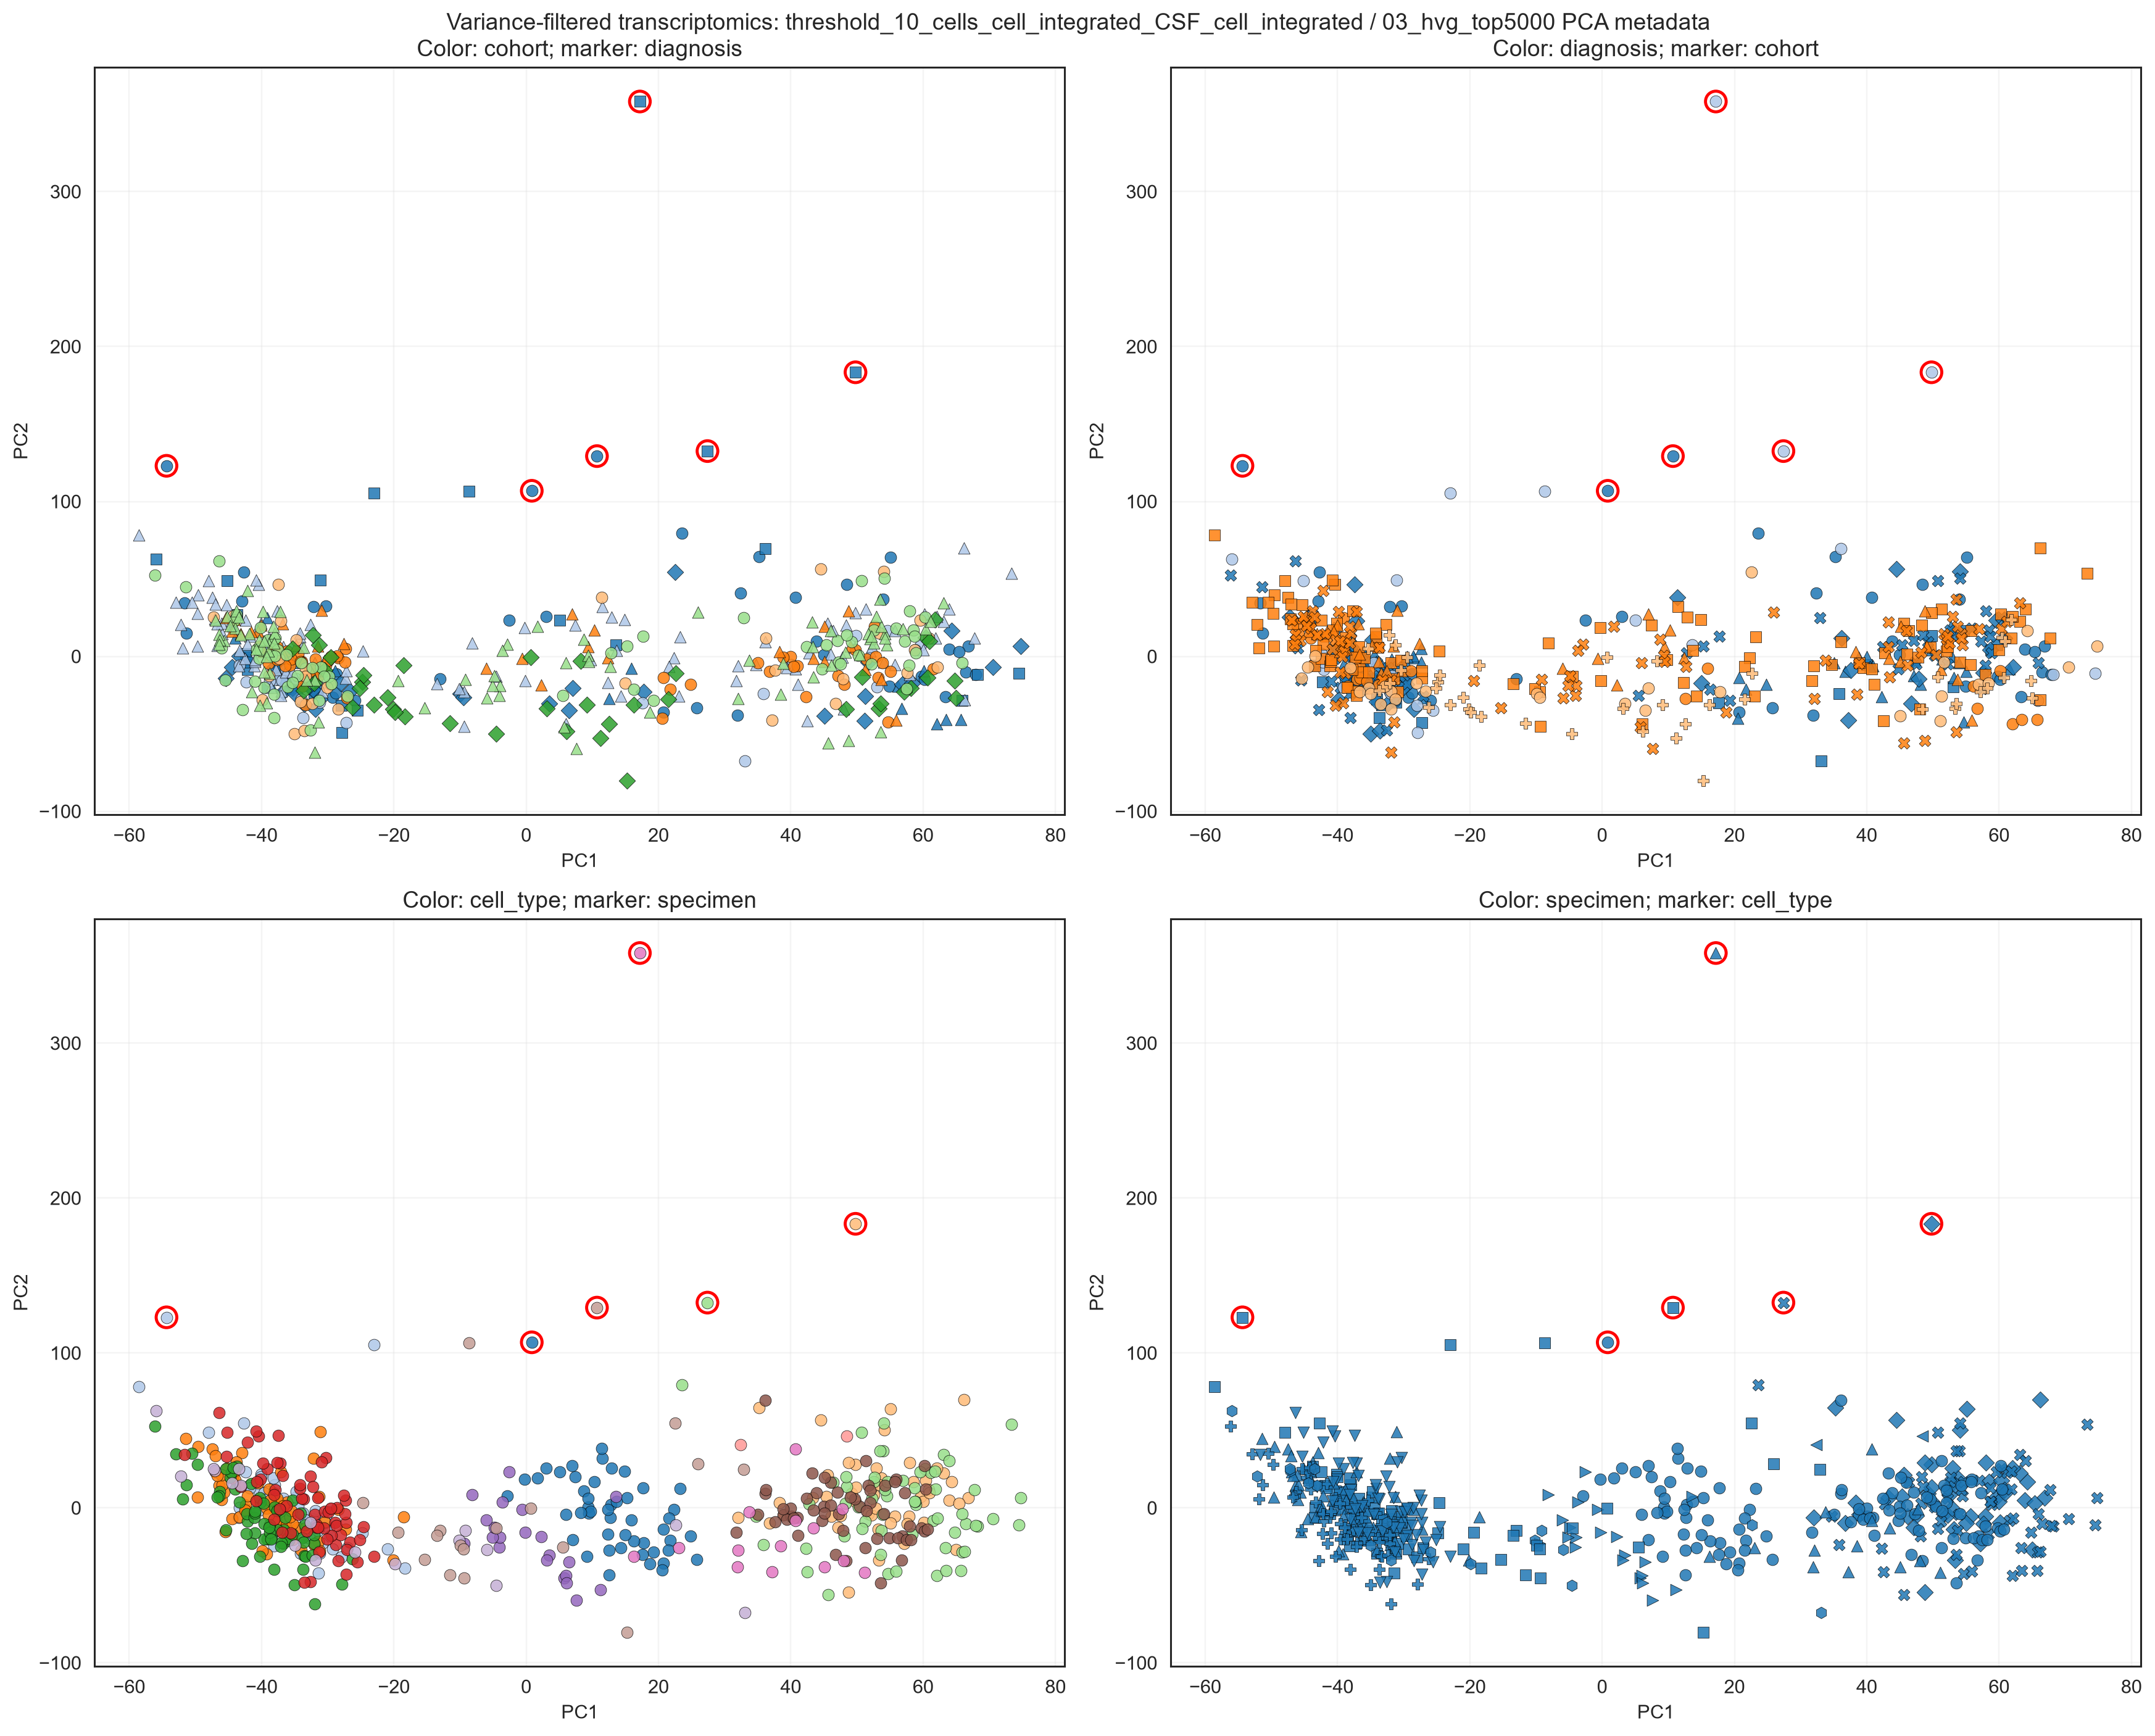 Variance-filtered transcriptomics: threshold_10_cells_cell_integrated_CSF_cell_integrated / 03_hvg_top5000 PCA metadata
Color: cohort; marker: diagnosis
Color: diagnosis; marker: cohort
PC2
300
200
100
0
−100
−60 −40 −20 0 20 40 60 80
PC1
PC2
300
200
100
0
−100
−60 −40 −20 0 20 40 60 80
PC1
Color: cell_type; marker: specimen
Color: specimen; marker: cell_type
PC2
300
200
100
0
−100
−60 −40 −20 0 20 40 60 80
PC1
PC2
300
200
100
0
−100
−60 −40 −20 0 20 40 60 80
PC1